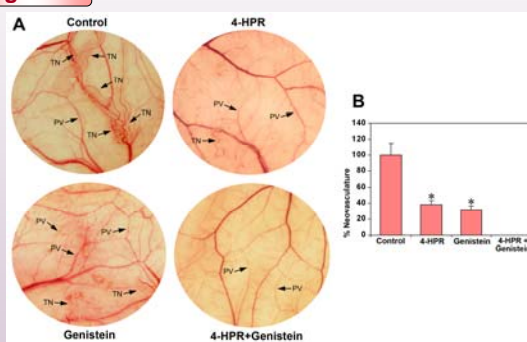 g
A
Control
4-HPR
TN
TN
TN
PV
TN
TN
PV
PV
TN
PV
PV
PV
TN
TN
PV
PV
Genistein
4-HPR+Genistein
B
% Neovasculature
140
120
100
80
60
40
20
0
*
*
Control
4-HPR
Genistein
4-HPR +
Genistein